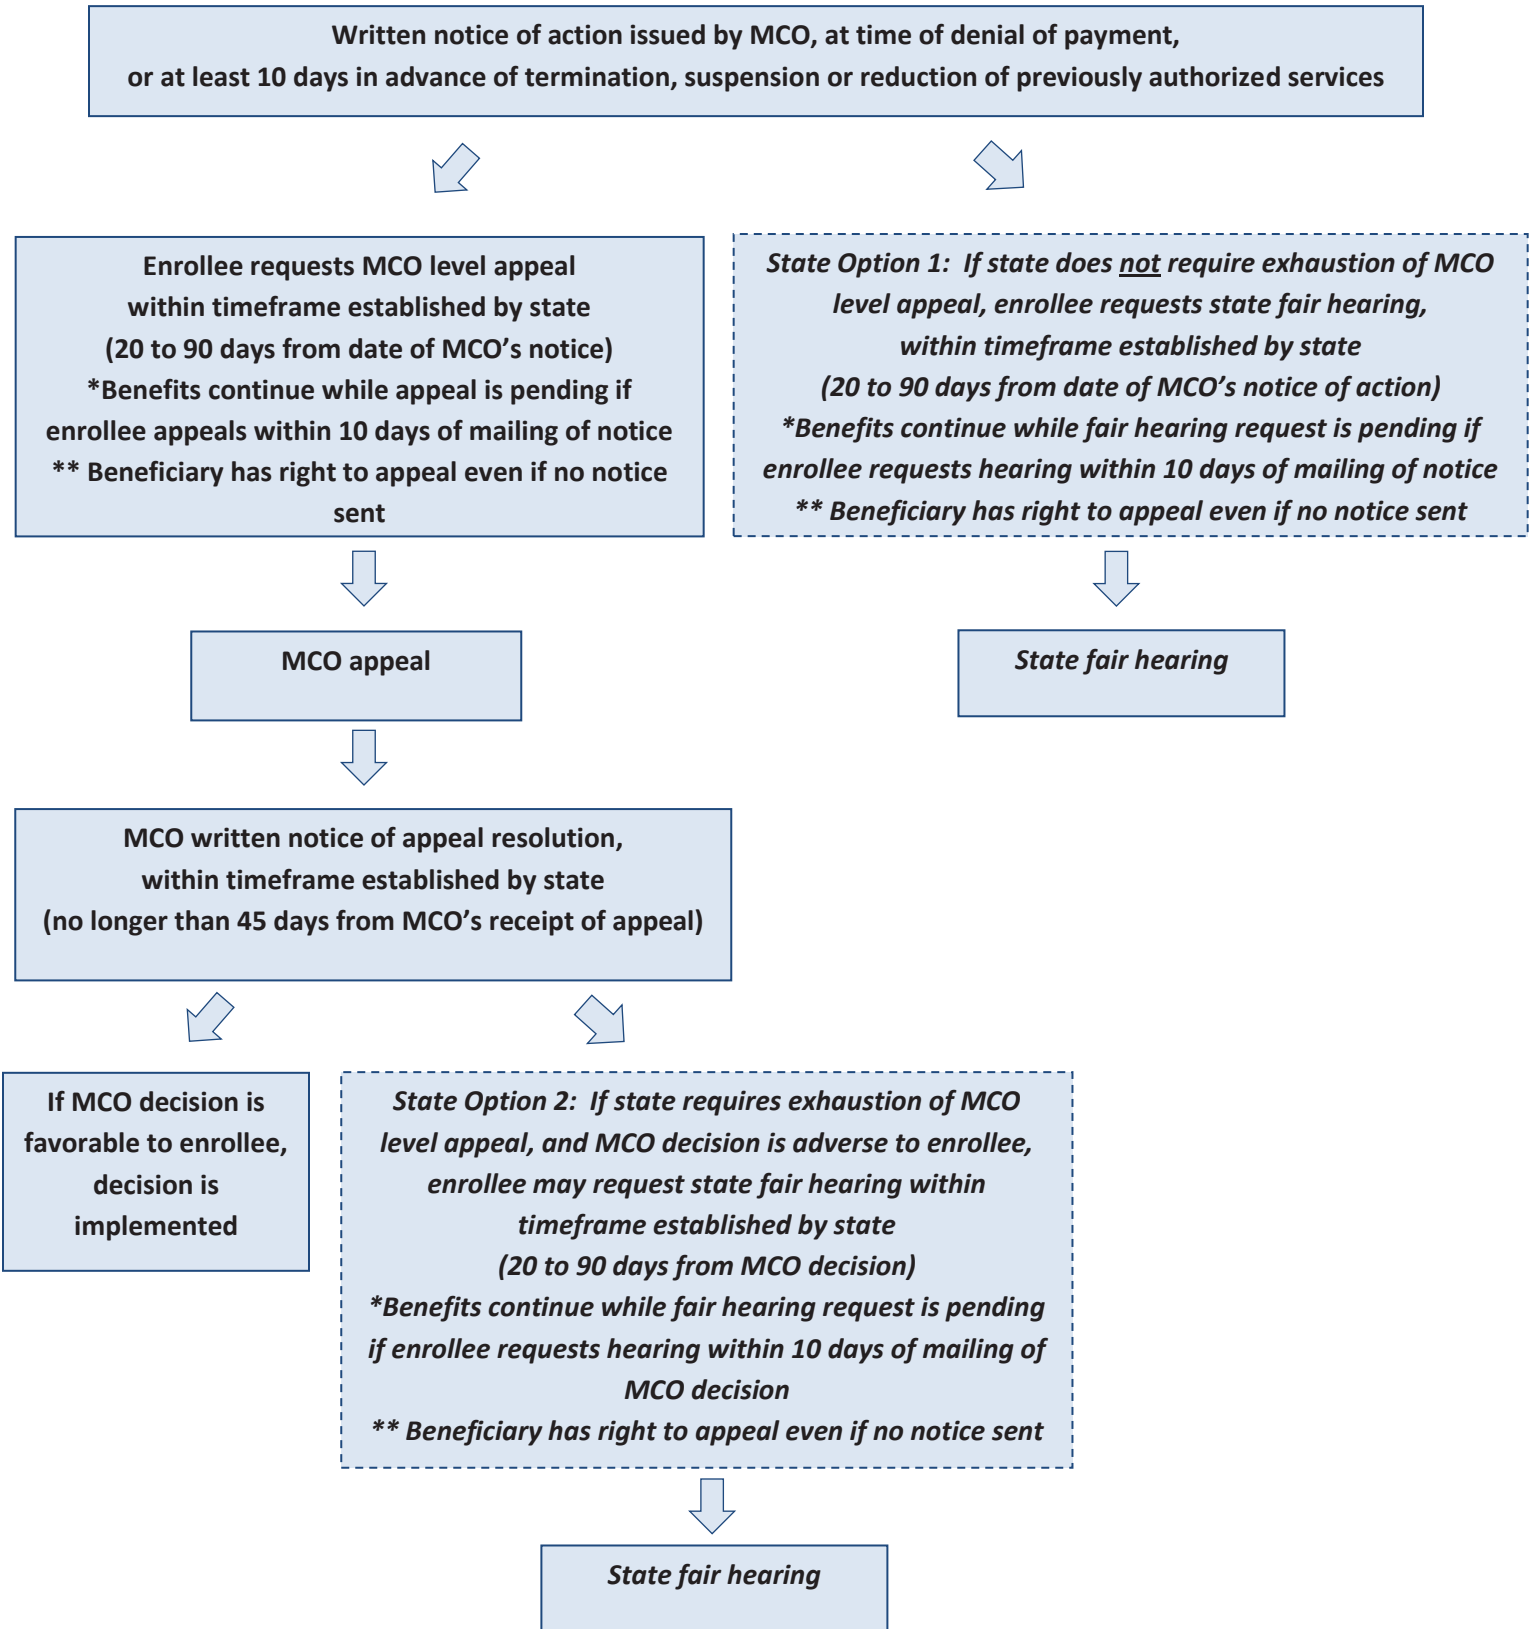 Written notice of action issued by MCO, at time of denial of payment,
or at least 10 days in advance of termination, suspension or reduction of previously authorized services
Enrollee requests MCO level appeal
within timeframe established by state
(20 to 90 days from date of MCO’s notice)
*Benefits continue while appeal is pending if
enrollee appeals within 10 days of mailing of notice
** Beneficiary has right to appeal even if no notice
sent
State Option 1: If state does not require exhaustion of MCO
level appeal, enrollee requests state fair hearing,
within timeframe established by state
(20 to 90 days from date of MCO’s notice of action)
*Benefits continue while fair hearing request is pending if
enrollee requests hearing within 10 days of mailing of notice
** Beneficiary has right to appeal even if no notice sent
MCO appeal
State fair hearing
MCO written notice of appeal resolution,
within timeframe established by state
(no longer than 45 days from MCO’s receipt of appeal)
If MCO decision is
favorable to enrollee,
decision is
implemented
State Option 2: If state requires exhaustion of MCO
level appeal, and MCO decision is adverse to enrollee,
enrollee may request state fair hearing within
timeframe established by state
(20 to 90 days from MCO decision)
*Benefits continue while fair hearing request is pending
if enrollee requests hearing within 10 days of mailing of
MCO decision
** Beneficiary has right to appeal even if no notice sent
State fair hearing